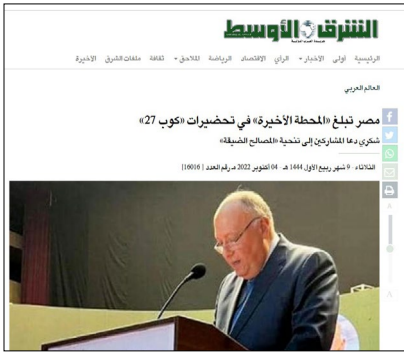 الشرق الأوسط
الرئيسية أولى الأخبار الرأي الاقتصاد الرياضة الملاحق ثقافة ملفات الشرق الأخيرة
العالم العربي
مصر تبلغ «المحطة الأخيرة» في تحضيرات «كوب 27»
شكري دعا المشاركين إلى تنحية «المصالح الضيقة»
الثلاثاء - 9 شهر ربيع الأول 1444 هـ - 04 أكتوبر 2022 مـ رقم العدد [16016]